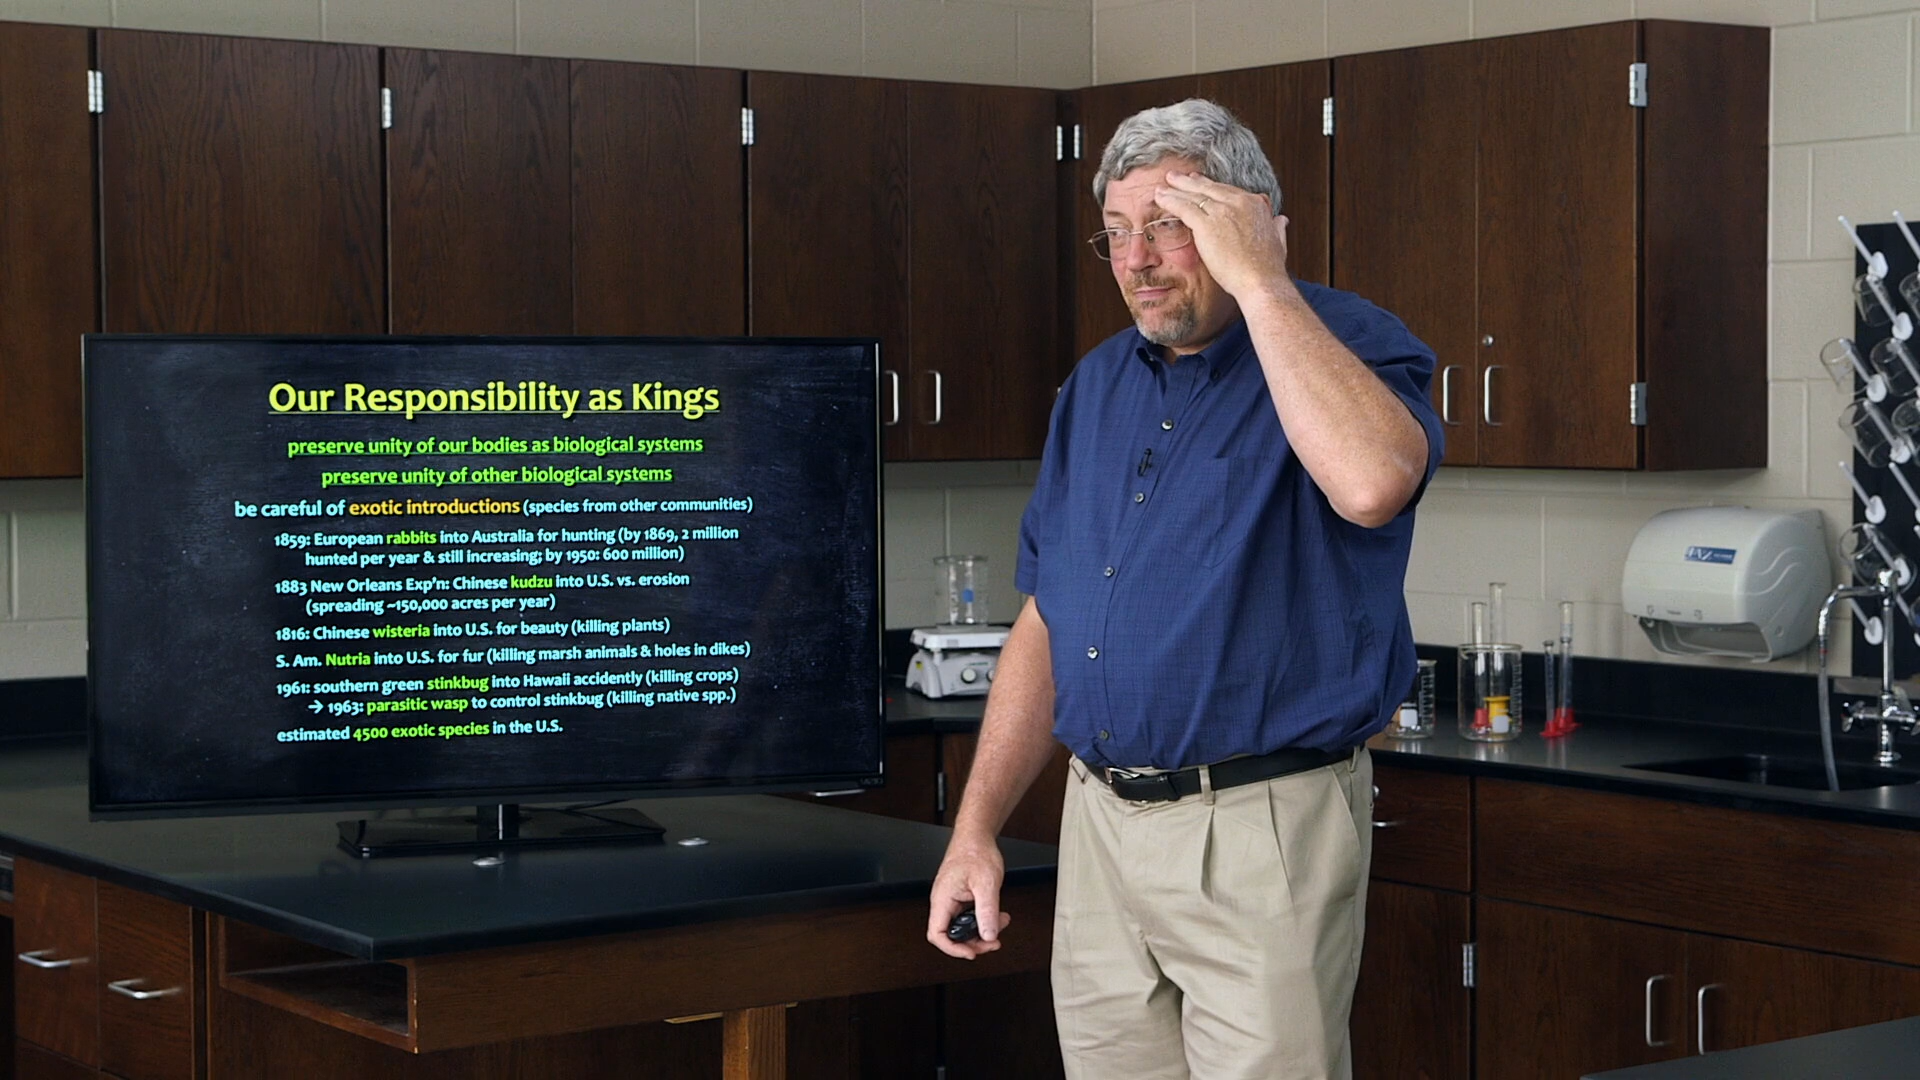 Our Responsibility as Kings
preserve unity of our bodies as biological systems
preserve unity of other biological systems
be careful of exotic introductions (species from other communities)
1859: European rabbits into Australia for hunting (by 1869, 2 million
hunted per year & still increasing; by 1950: 600 million)
1883 New Orleans Exp'n: Chinese kudzu into U.S. vs. erosion
(spreading ~150,000 acres per year)
1816: Chinese wisteria into U.S. for beauty (killing plants)
S. Am. Nutria into U.S. for fur (killing marsh animals & holes in dikes)
1961: southern green stinkbug into Hawaii accidently (killing crops)
→ 1963: parasitic wasp to control stinkbug (killing native spp.)
estimated 4500 exotic species in the U.S.